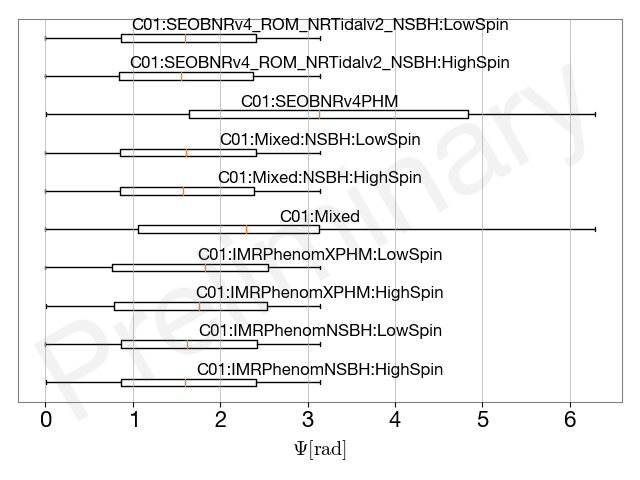 C01:SEOBNRv4_ROM_NRTidalv2_NSBH:LowSpin
C01:SEOBNRv4_ROM_NRTidalv2_NSBH:HighSpin
C01:SEOBNRv4PHM
C01:Mixed:NSBH:LowSpin
C01:Mixed:NSBH:HighSpin
C01:Mixed
C01:IMRPhenomXPHM:LowSpin
C01:IMRPhenomXPHM:HighSpin
C01:IMRPhenomNSBH:LowSpin
C01:IMRPhenomNSBH:HighSpin
Preliminary
0 1 2 3 4 5 6
Ψ[rad]